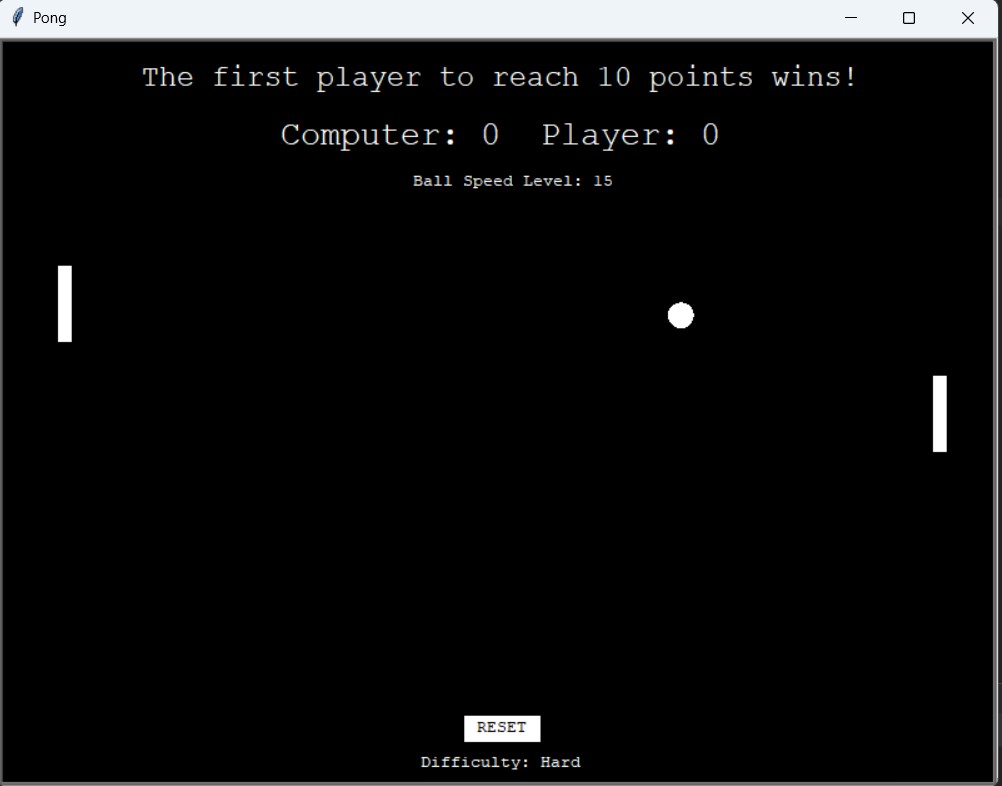 Pong
The first player to reach 10 points wins!
Computer: 0  Player: 0
Ball Speed Level: 15
RESET
Difficulty: Hard